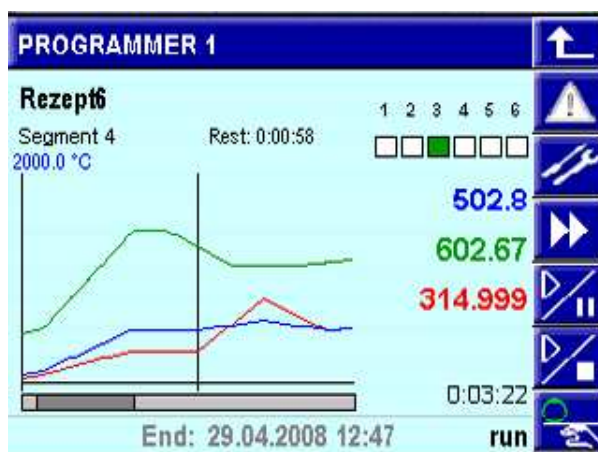 PROGRAMMER 1
Rezept6
1 2 3 4 5 6
Segment 4 Rest: 0:00:58
2000.0 °C
502.8
602.67
314.999
0:03:22
End: 29.04.2008 12:47 run